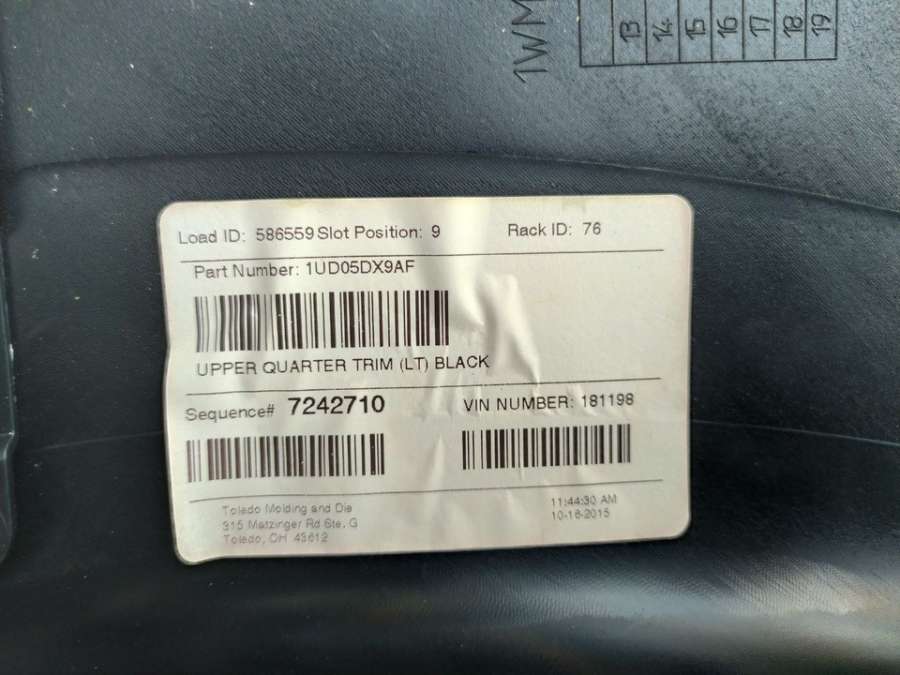 1WM
13 14 15 16 17 18 19
Load ID: 586559 Slot Position: 9 Rack ID: 76
Part Number: 1UD05DX9AF
UPPER QUARTER TRIM (LT) BLACK
Sequence# 7242710 VIN NUMBER: 181198
Toledo Molding and Die
315 Matzinger Rd Ste. G
Toledo, OH 43612
11:44:30 AM
10-16-2015